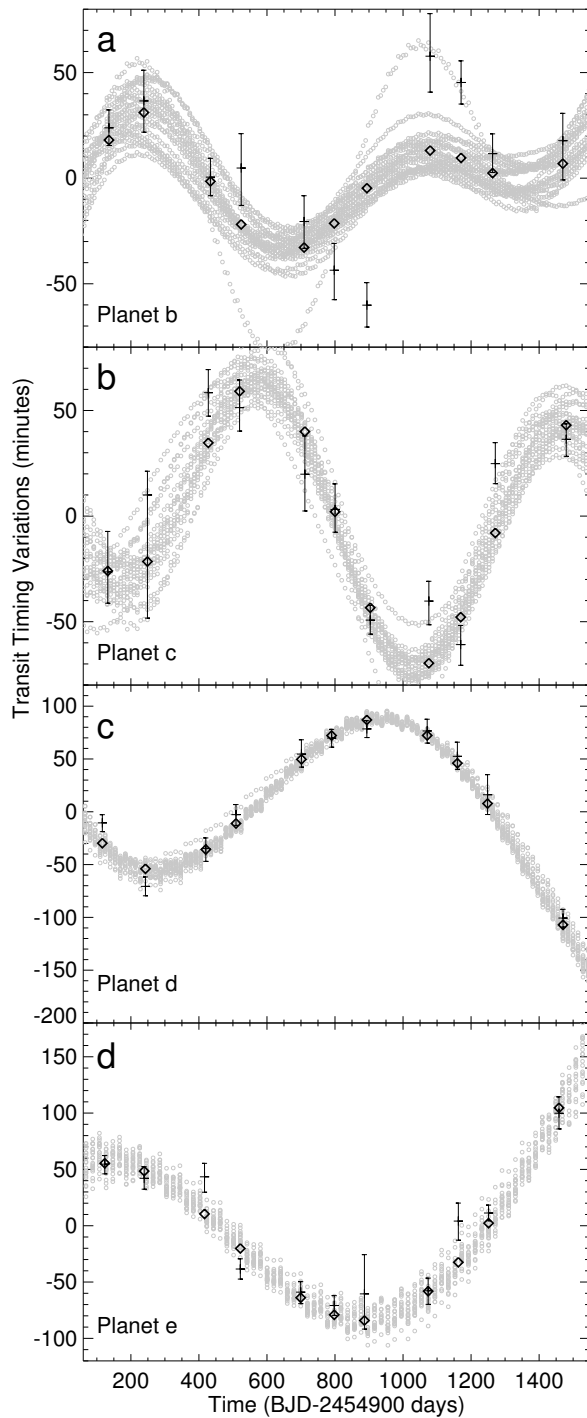 a
50
0
-50
Planet b
b
50
0
-50
Planet c
Transit Timing Variations (minutes)
c
100
50
0
-50
-100
-150
-200
Planet d
d
150
100
50
0
-50
-100
Planet e
200 400 600 800 1000 1200 1400
Time (BJD-2454900 days)